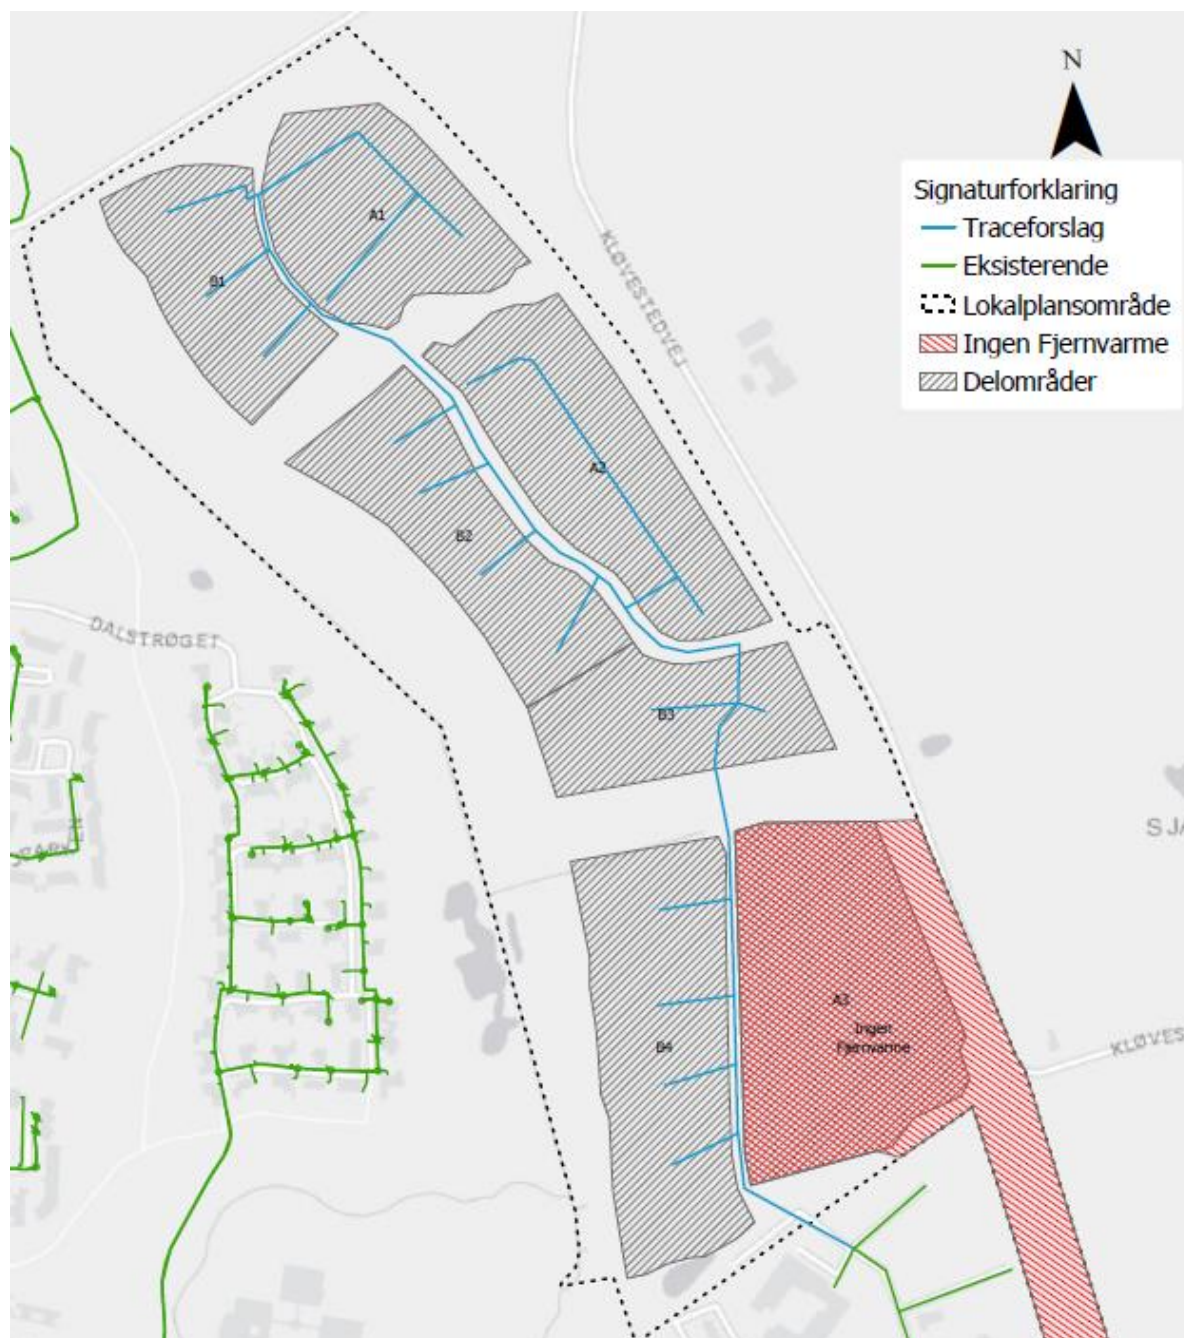 N
Signaturforklaring
Traceforslag
Eksisterende
Lokalplansområde
Ingen Fjernvarme
Delområder
KLØVESTEDVEJ
A1
B1
A2
B2
DALSTRØGET
B3
SJÆ
A3
Ingen
Fjernvarme
KLØVES
B4